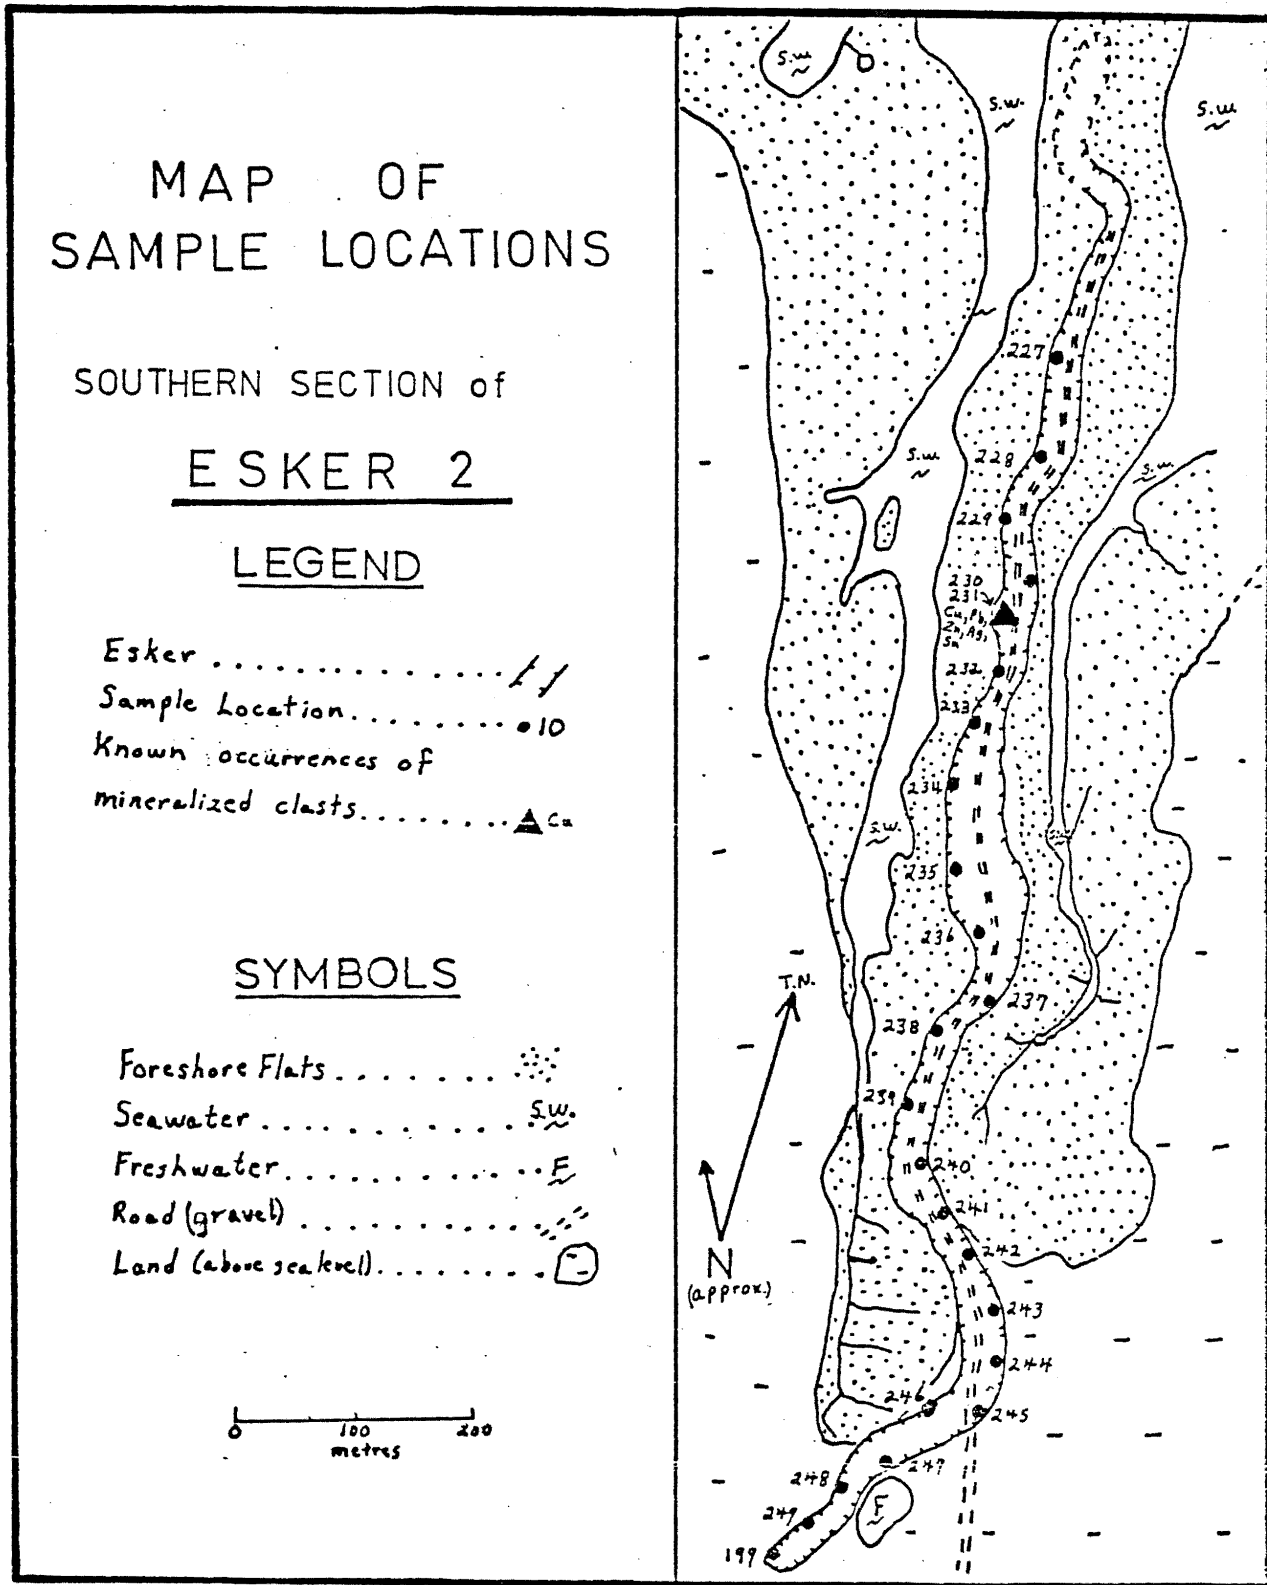 MAP OF
SAMPLE LOCATIONS
SOUTHERN SECTION of
ESKER 2
LEGEND
Esker
Sample Location ● 10
Known occurrences of
mineralized clasts ▲ Cu
SYMBOLS
Foreshore Flats
Seawater S.W.
Freshwater F
Road (gravel)
Land (above sea level)
0 100 200
metres
S.W.
S.W.
S.W.
227
S.W.
228
S.W.
229
230
231
Cu, Pb,
Zn, Ag,
Sn
232
233
234
S.W.
S.W.
235
236
T.N.
237
238
239
240
241
242
N
(approx.)
243
244
246
245
247
248
F
249
199